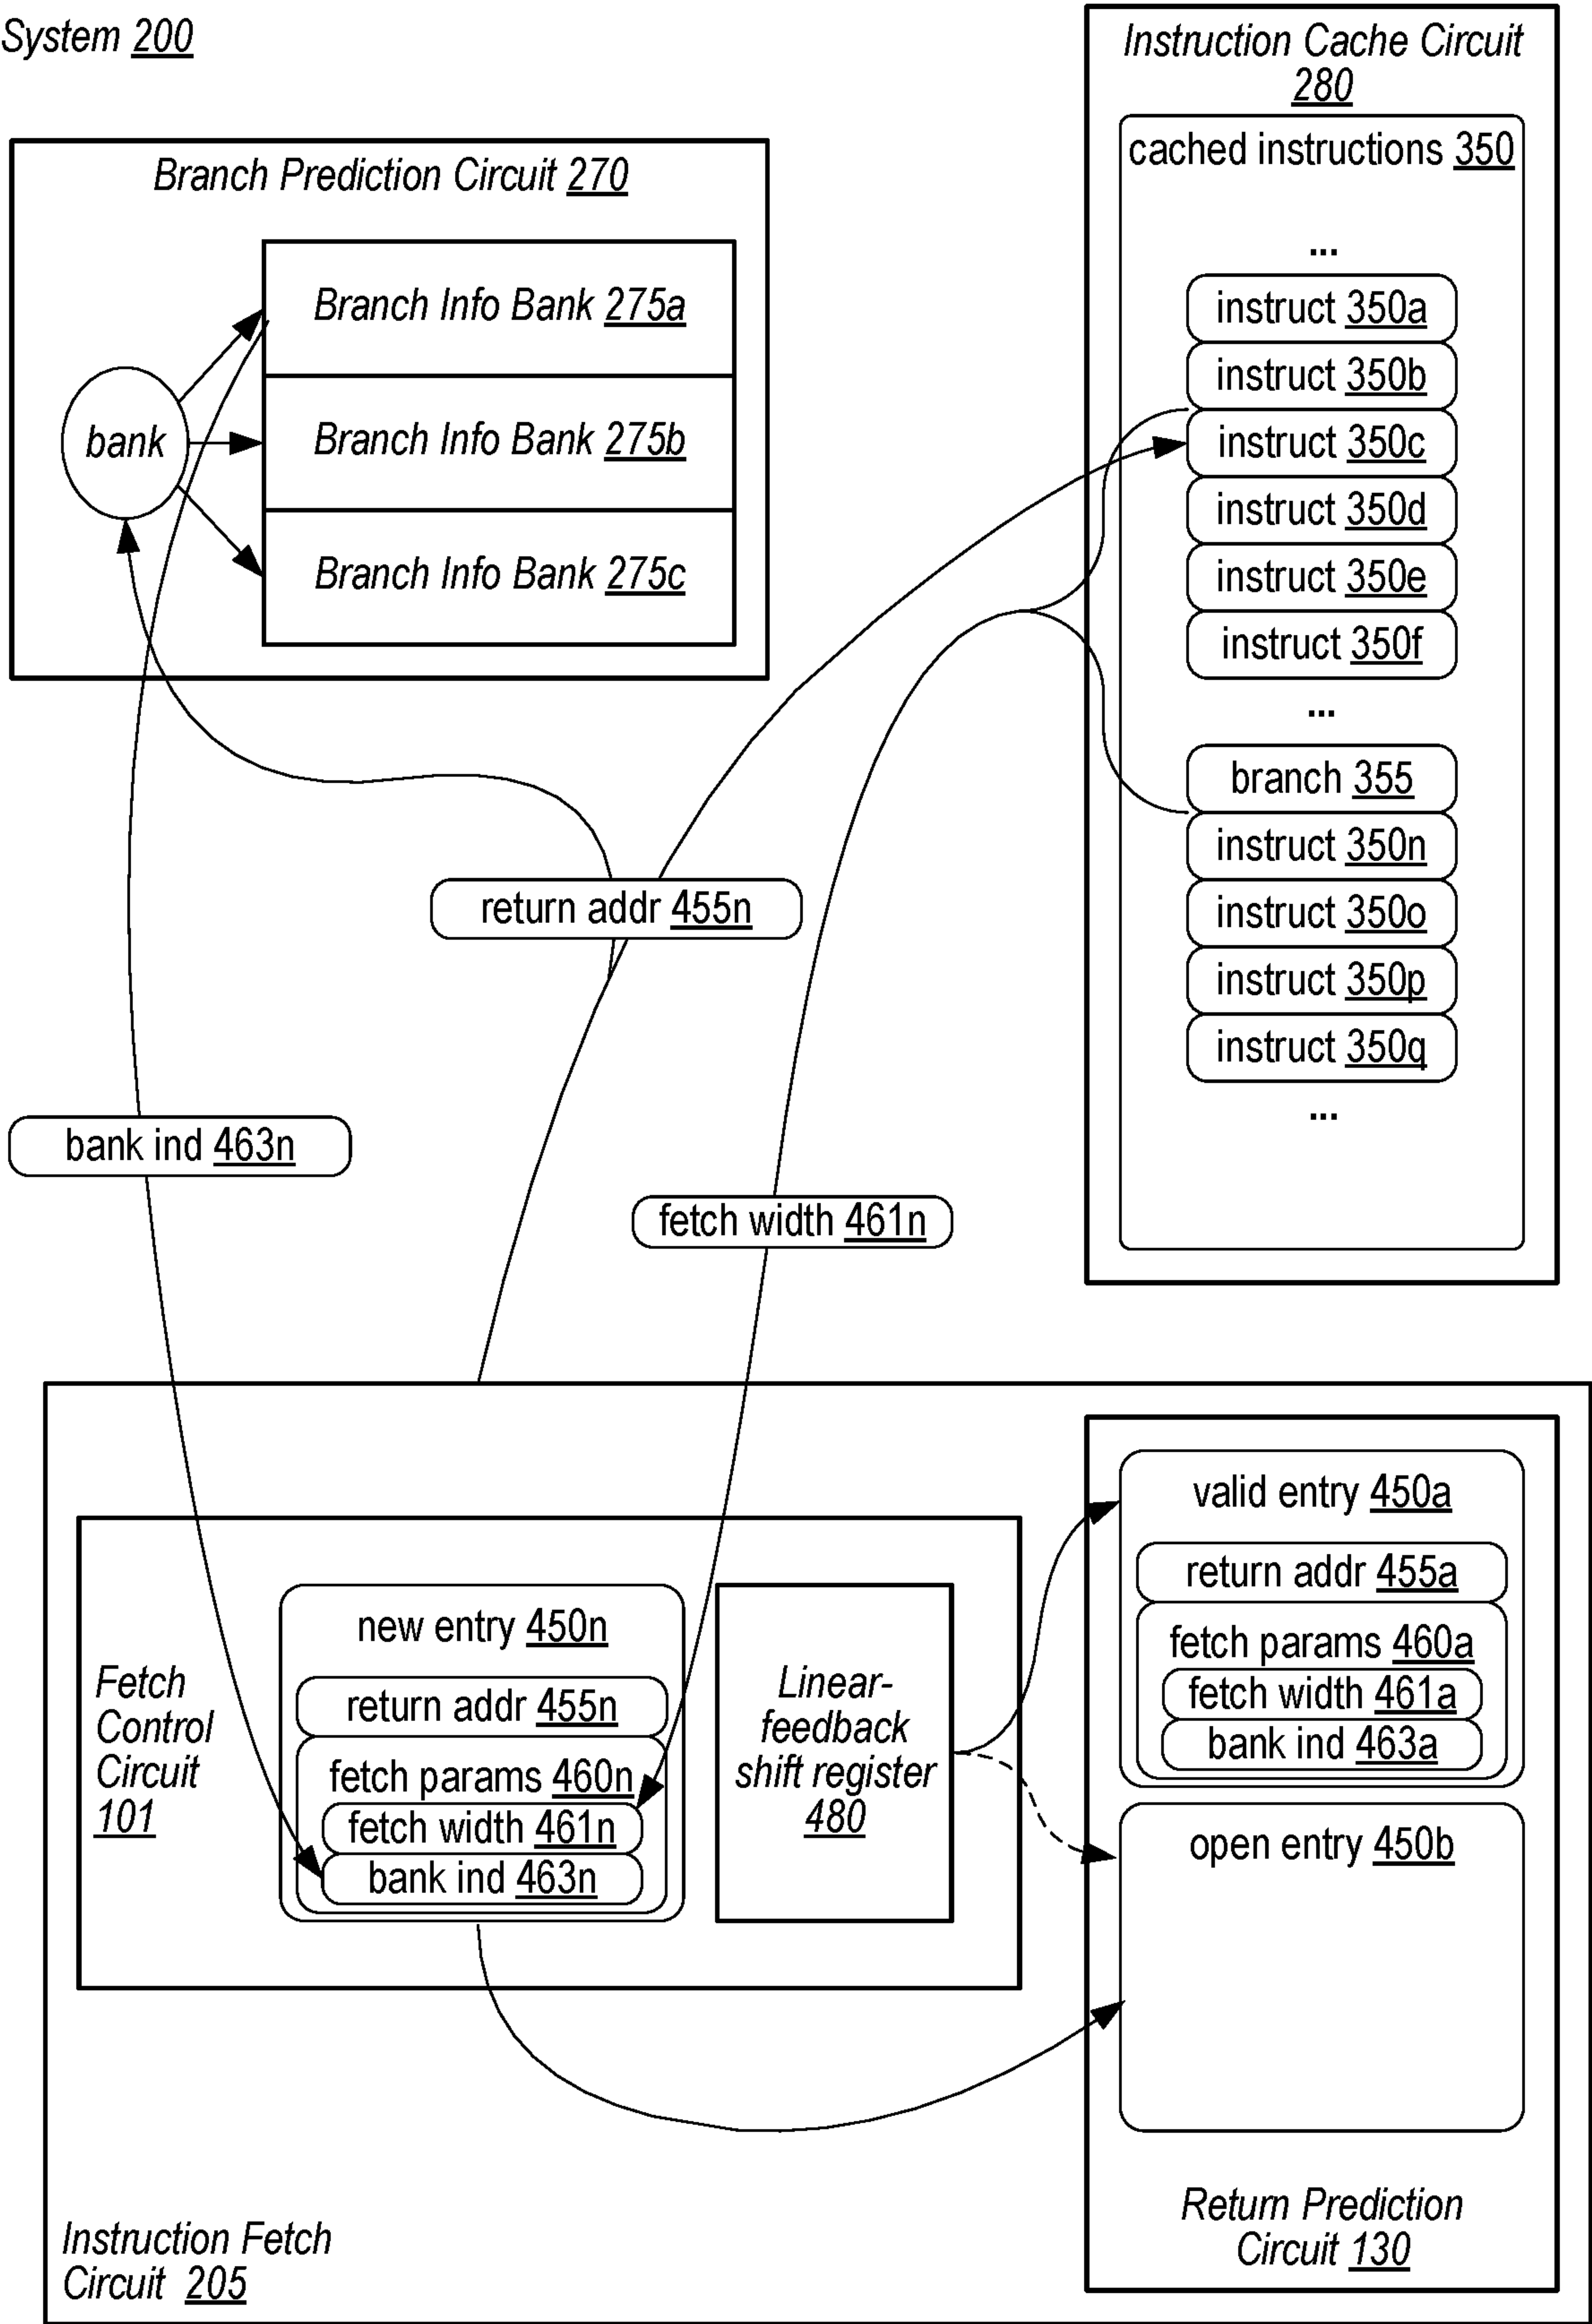 System 200
Instruction Cache Circuit
280
cached instructions 350
...
instruct 350a
instruct 350b
instruct 350c
instruct 350d
instruct 350e
instruct 350f
...
branch 355
instruct 350n
instruct 350o
instruct 350p
instruct 350q
...
Branch Prediction Circuit 270
Branch Info Bank 275a
Branch Info Bank 275b
Branch Info Bank 275c
bank
return addr 455n
bank ind 463n
fetch width 461n
Fetch
Control
Circuit
101
new entry 450n
return addr 455n
fetch params 460n
fetch width 461n
bank ind 463n
Linear-
feedback
shift register
480
valid entry 450a
return addr 455a
fetch params 460a
fetch width 461a
bank ind 463a
open entry 450b
Return Prediction
Circuit 130
Instruction Fetch
Circuit 205